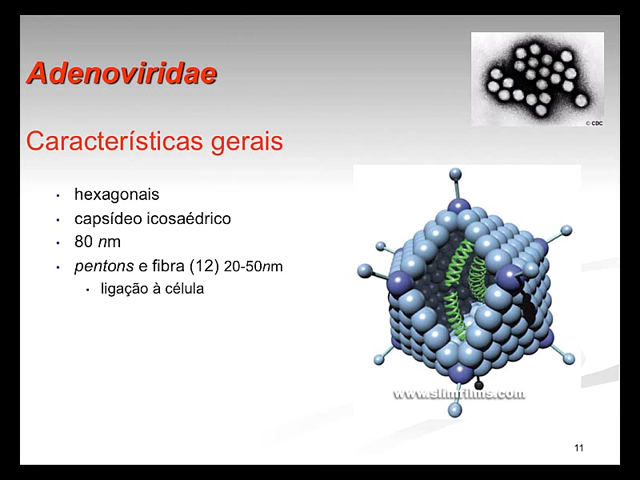 Adenoviridae
© CDC
Características gerais
• hexagonais
• capsídeo icosaédrico
• 80 nm
• pentons e fibra (12) 20-50nm
• ligação à célula
www.slimfilms.com
11